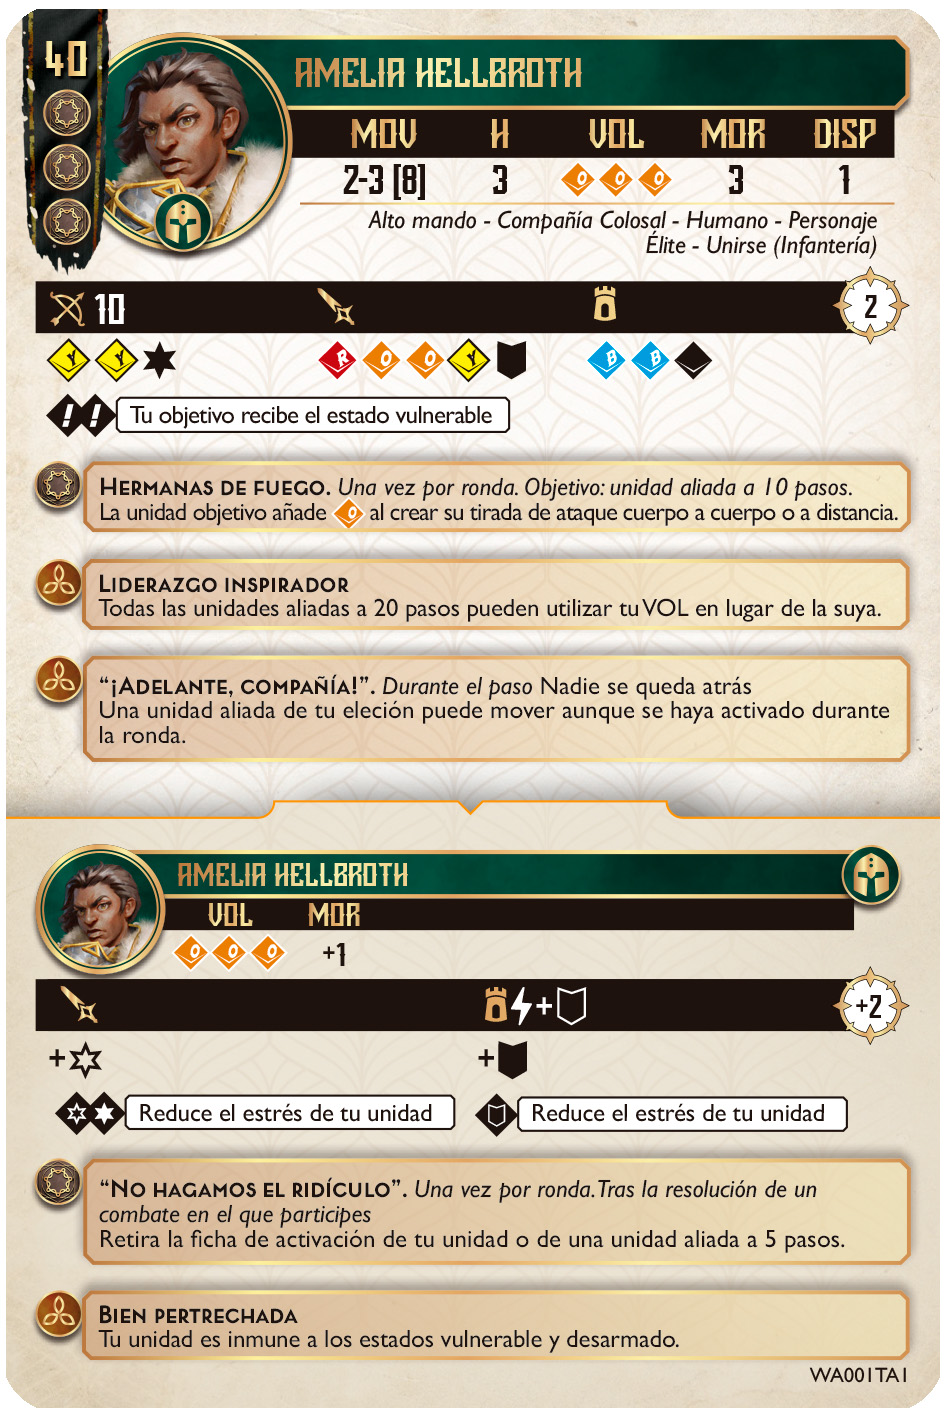 40
AMELIA HELLBROTH
MOV H VOL MOR DISP
2-3 [8] 3 O O O 3 1
Alto mando - Compañía Colosal - Humano - Personaje
Élite - Unirse (Infantería)
10 2
Y Y R O O Y B B
! ! Tu objetivo recibe el estado vulnerable
Hermanas de fuego. Una vez por ronda. Objetivo: unidad aliada a 10 pasos.
La unidad objetivo añade O al crear su tirada de ataque cuerpo a cuerpo o a distancia.
Liderazgo inspirador
Todas las unidades aliadas a 20 pasos pueden utilizar tu VOL en lugar de la suya.
“¡Adelante, compañía!”. Durante el paso Nadie se queda atrás
Una unidad aliada de tu eleción puede mover aunque se haya activado durante
la ronda.
AMELIA HELLBROTH
VOL MOR
O O O +1
+ +2
+ +
Reduce el estrés de tu unidad Reduce el estrés de tu unidad
“No hagamos el ridículo”. Una vez por ronda. Tras la resolución de un
combate en el que participes
Retira la ficha de activación de tu unidad o de una unidad aliada a 5 pasos.
Bien pertrechada
Tu unidad es inmune a los estados vulnerable y desarmado.
WA001TA1